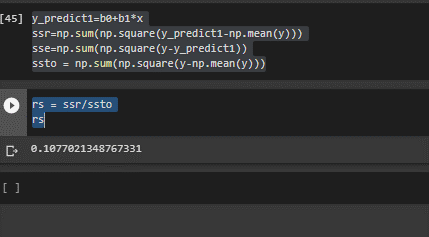 [45] y_predict1=b0+b1*x
ssr=np.sum(np.square(y_predict1-np.mean(y)))
sse=np.sum(np.square(y-y_predict1))
ssto = np.sum(np.square(y-np.mean(y)))
rs = ssr/ssto
rs
0.1077021348767331
[ ]